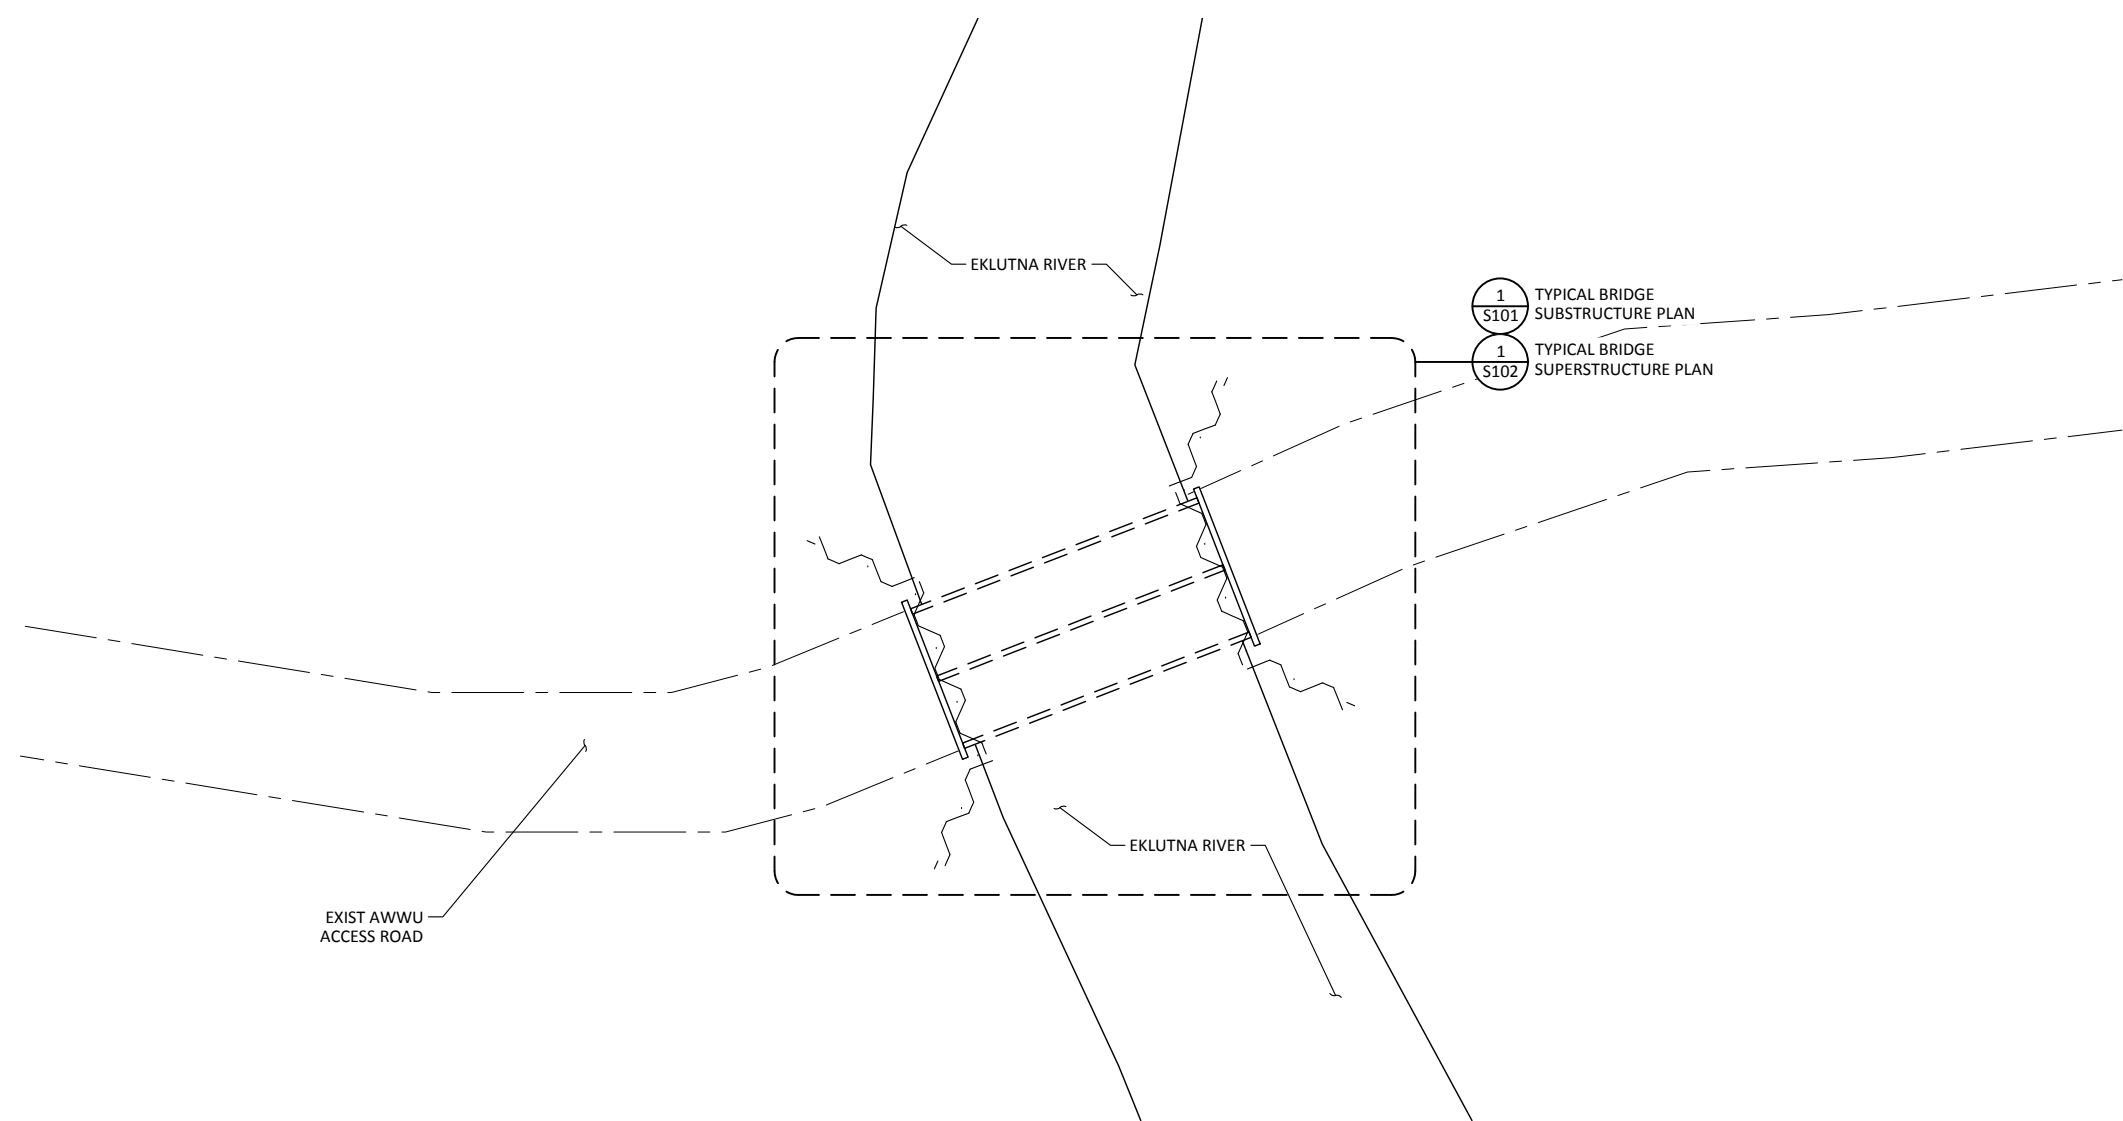 EKLUTNA RIVER
1
S101
TYPICAL BRIDGE
SUBSTRUCTURE PLAN
1
S102
TYPICAL BRIDGE
SUPERSTRUCTURE PLAN
EKLUTNA RIVER
EXIST AWWU
ACCESS ROAD